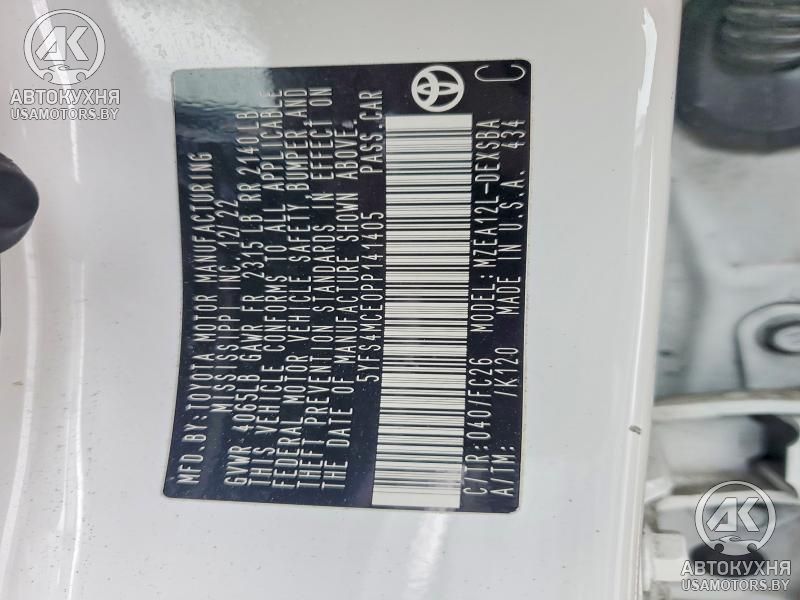 MFD.BY:TOYOTA MOTOR MANUFACTURING
MISSISSIPPI INC 12/22
GVWR 4065LB GAWR FR 2315 LB RR 2140LB
THIS VEHICLE CONFORMS TO ALL APPLICABLE
FEDERAL MOTOR VEHICLE SAFETY BUMPER, AND
THEFT PREVENTION STANDARDS IN EFFECT ON
THE DATE OF MANUFACTURE SHOWN ABOVE.
5YFS4MCE0PP141405 PASS.CAR
C/TR:040/FC26 MODEL:MZEA12L-DEXSBA
A/TM: /K120 MADE IN U.S.A. 434
C
АК
АВТОКУХНЯ
USAMOTORS.BY
АК
АВТОКУХНЯ
USAMOTORS.BY